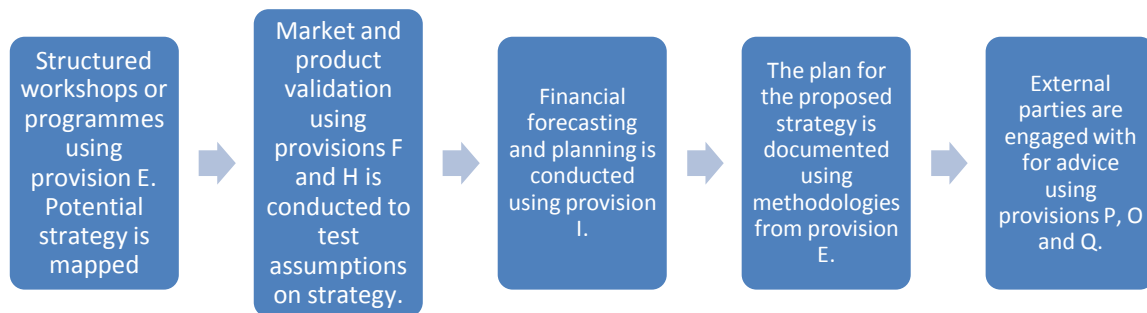 Structured
workshops or
programmes
using
provision E.
Potential
strategy is
mapped
Market and
product
validation
using
provisions F
and H is
conducted to
test
assumptions
on strategy.
Financial
forecasting
and planning is
conducted
using provision
I.
The plan for
the proposed
strategy is
documented
using
methodologies
from provision
E.
External
parties are
engaged with
for advice
using
provisions P, O
and Q.